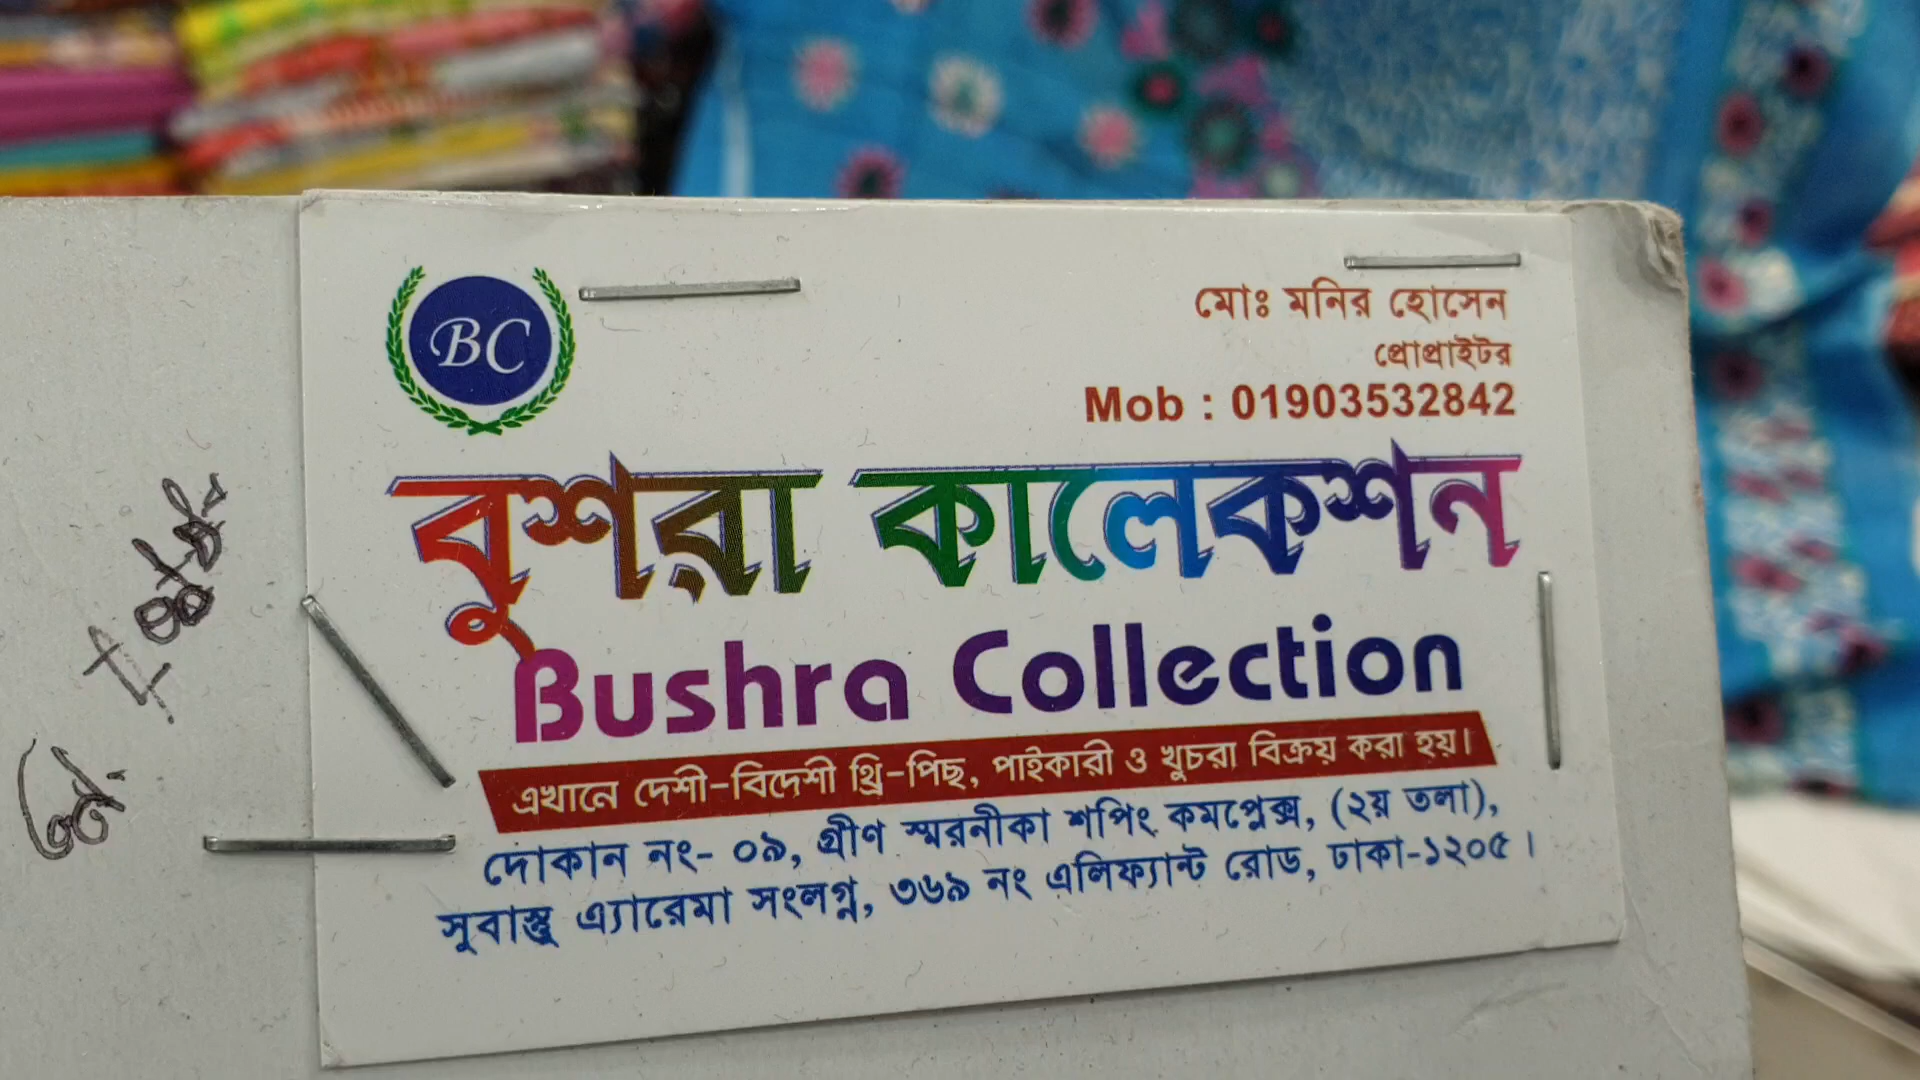 BC
মোঃ মনির হোসেন
প্রোপ্রাইটর
Mob : 01903532842
বুশরা কালেকশন
Bushra Collection
এখানে দেশী-বিদেশী থ্রি-পিছ, পাইকারী ও খুচরা বিক্রয় করা হয়।
দোকান নং- ০৯, গ্রীণ স্মরনীকা শপিং কমপ্লেক্স, (২য় তলা),
সুবাস্তু এ্যারেমা সংলগ্ন, ৩৬৯ নং এলিফ্যান্ট রোড, ঢাকা-১২০৫।